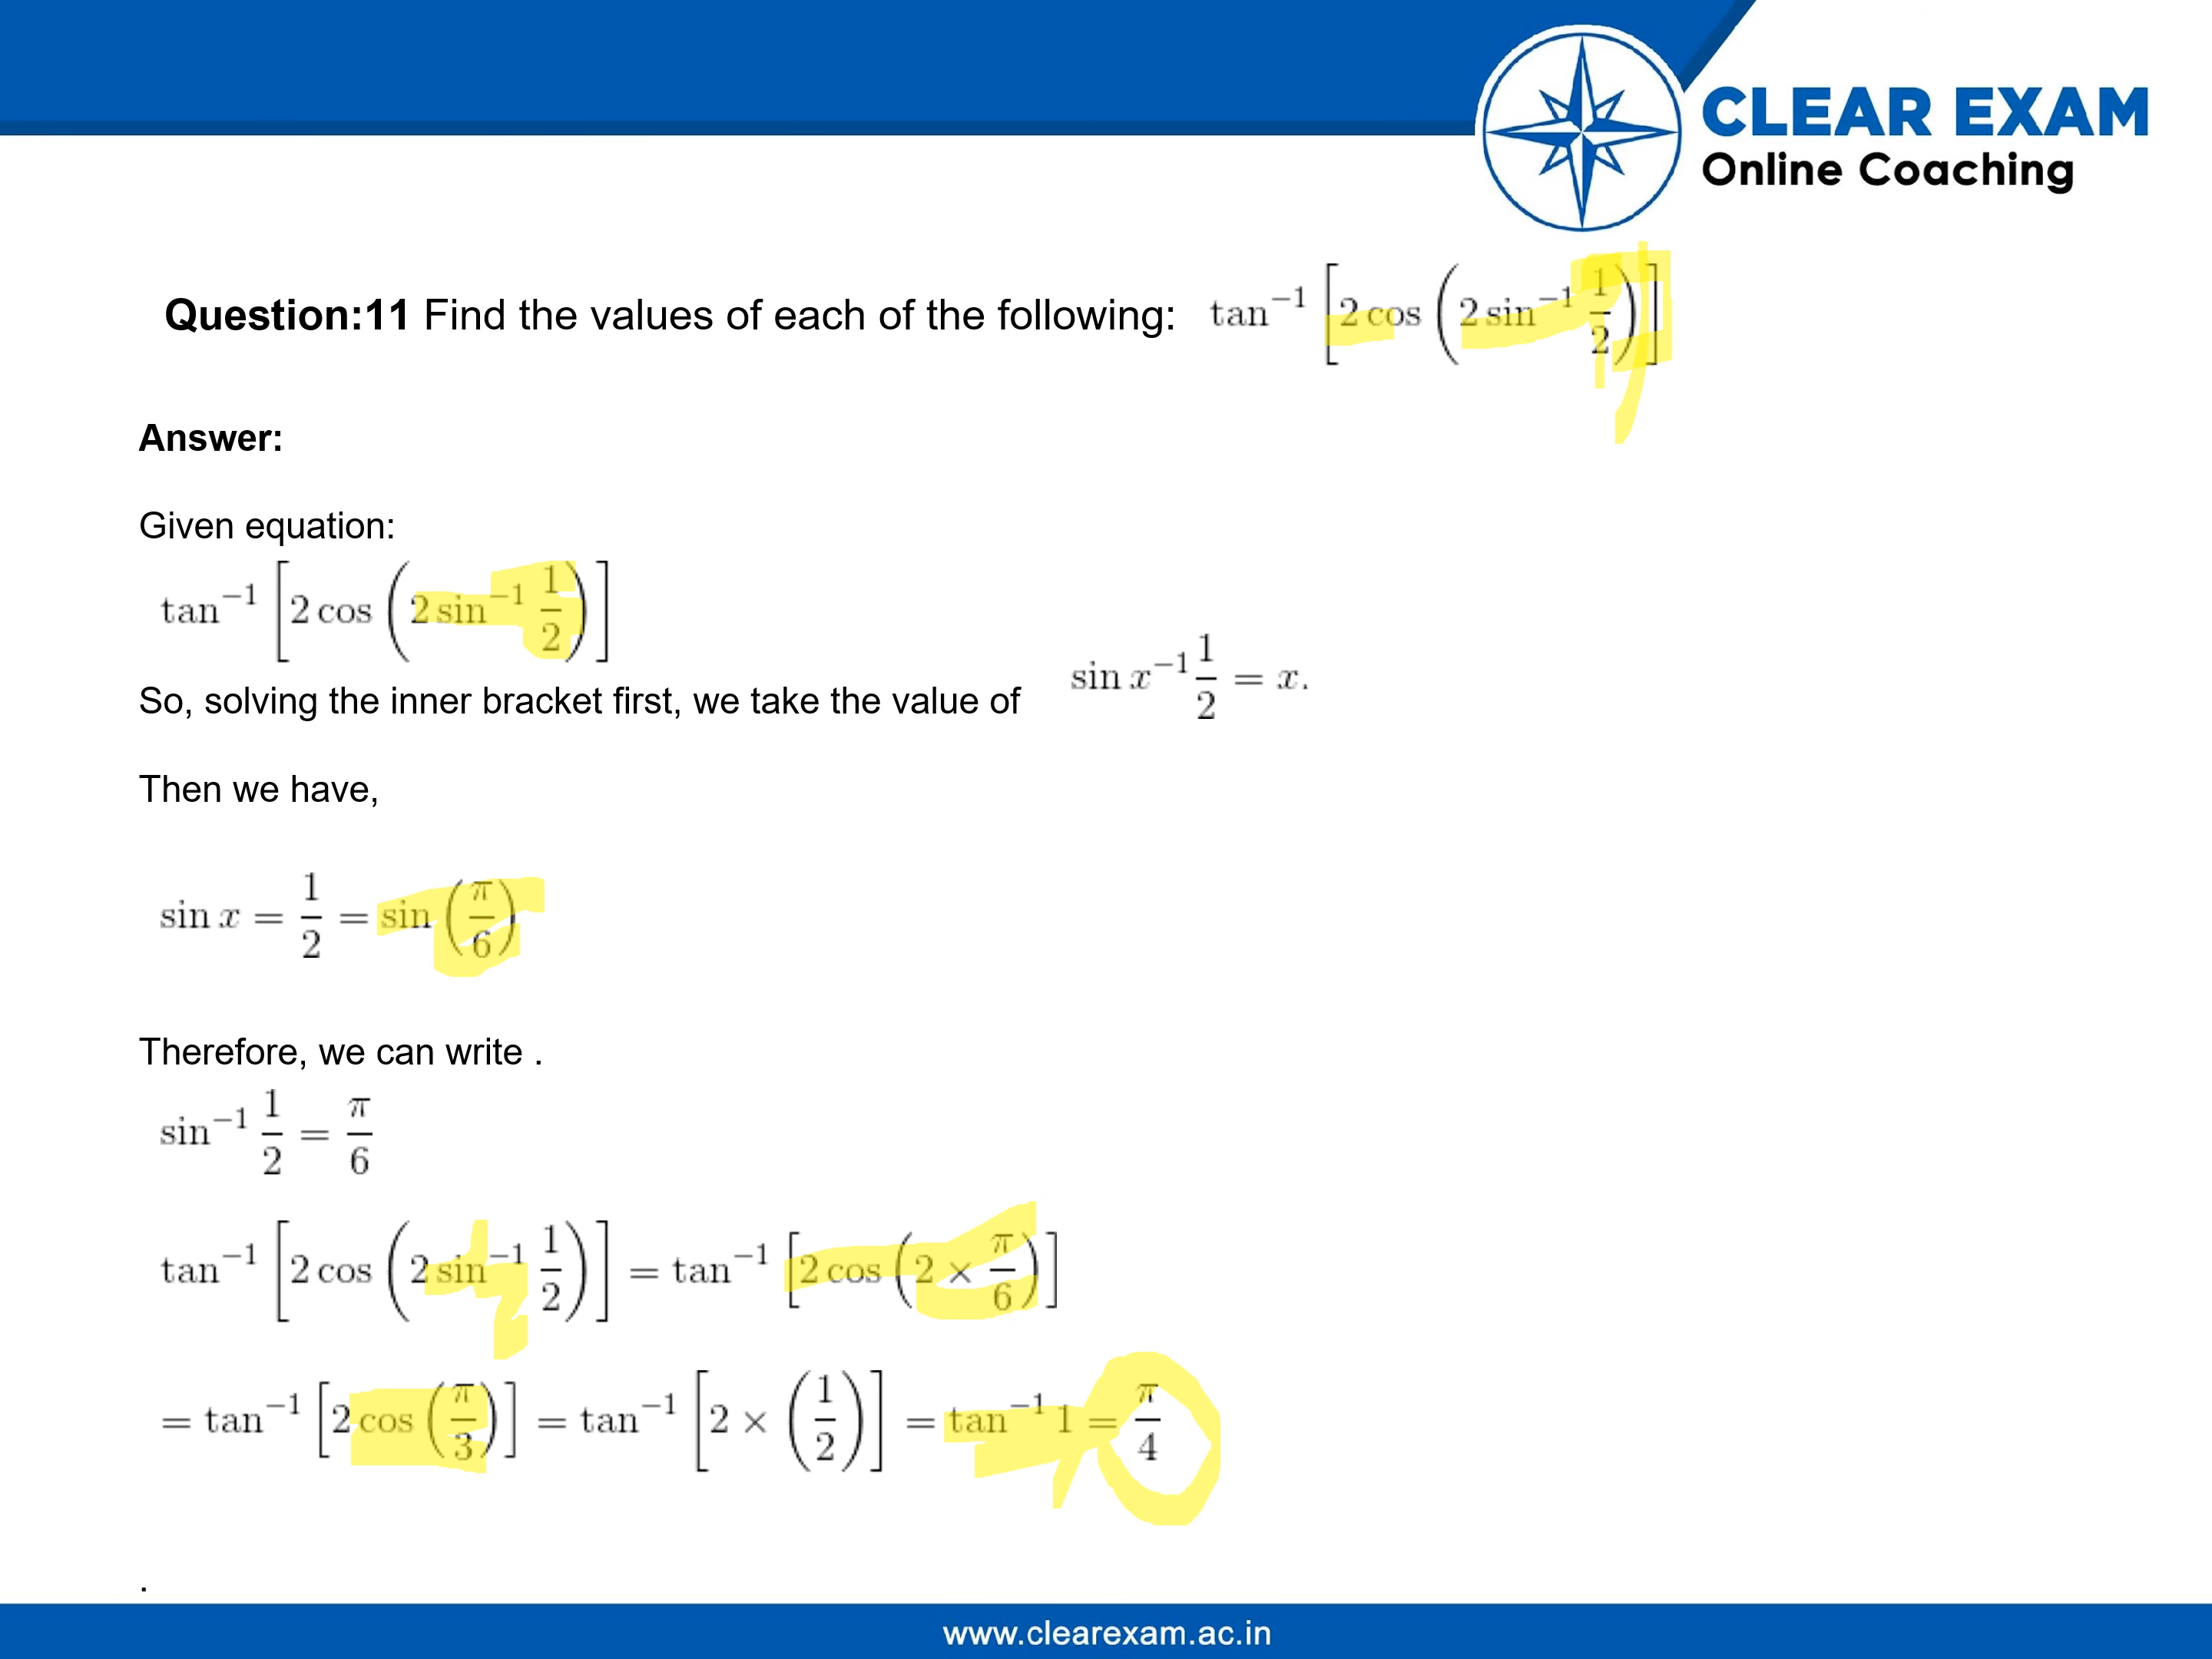 CLEAR EXAM
Online Coaching
Question:11 Find the values of each of the following: tan⁻¹ [2 cos (2 sin⁻¹ 1/2)]
Answer:
Given equation:
tan⁻¹ [2 cos (2 sin⁻¹ 1/2)]
So, solving the inner bracket first, we take the value of sin x⁻¹ 1/2 = x.
Then we have,
sin x = 1/2 = sin (π/6)
Therefore, we can write .
sin⁻¹ 1/2 = π/6
tan⁻¹ [2 cos (2 sin⁻¹ 1/2)] = tan⁻¹ [2 cos (2 × π/6)]
= tan⁻¹ [2 cos (π/3)] = tan⁻¹ [2 × (1/2)] = tan⁻¹ 1 = π/4
.
www.clearexam.ac.in